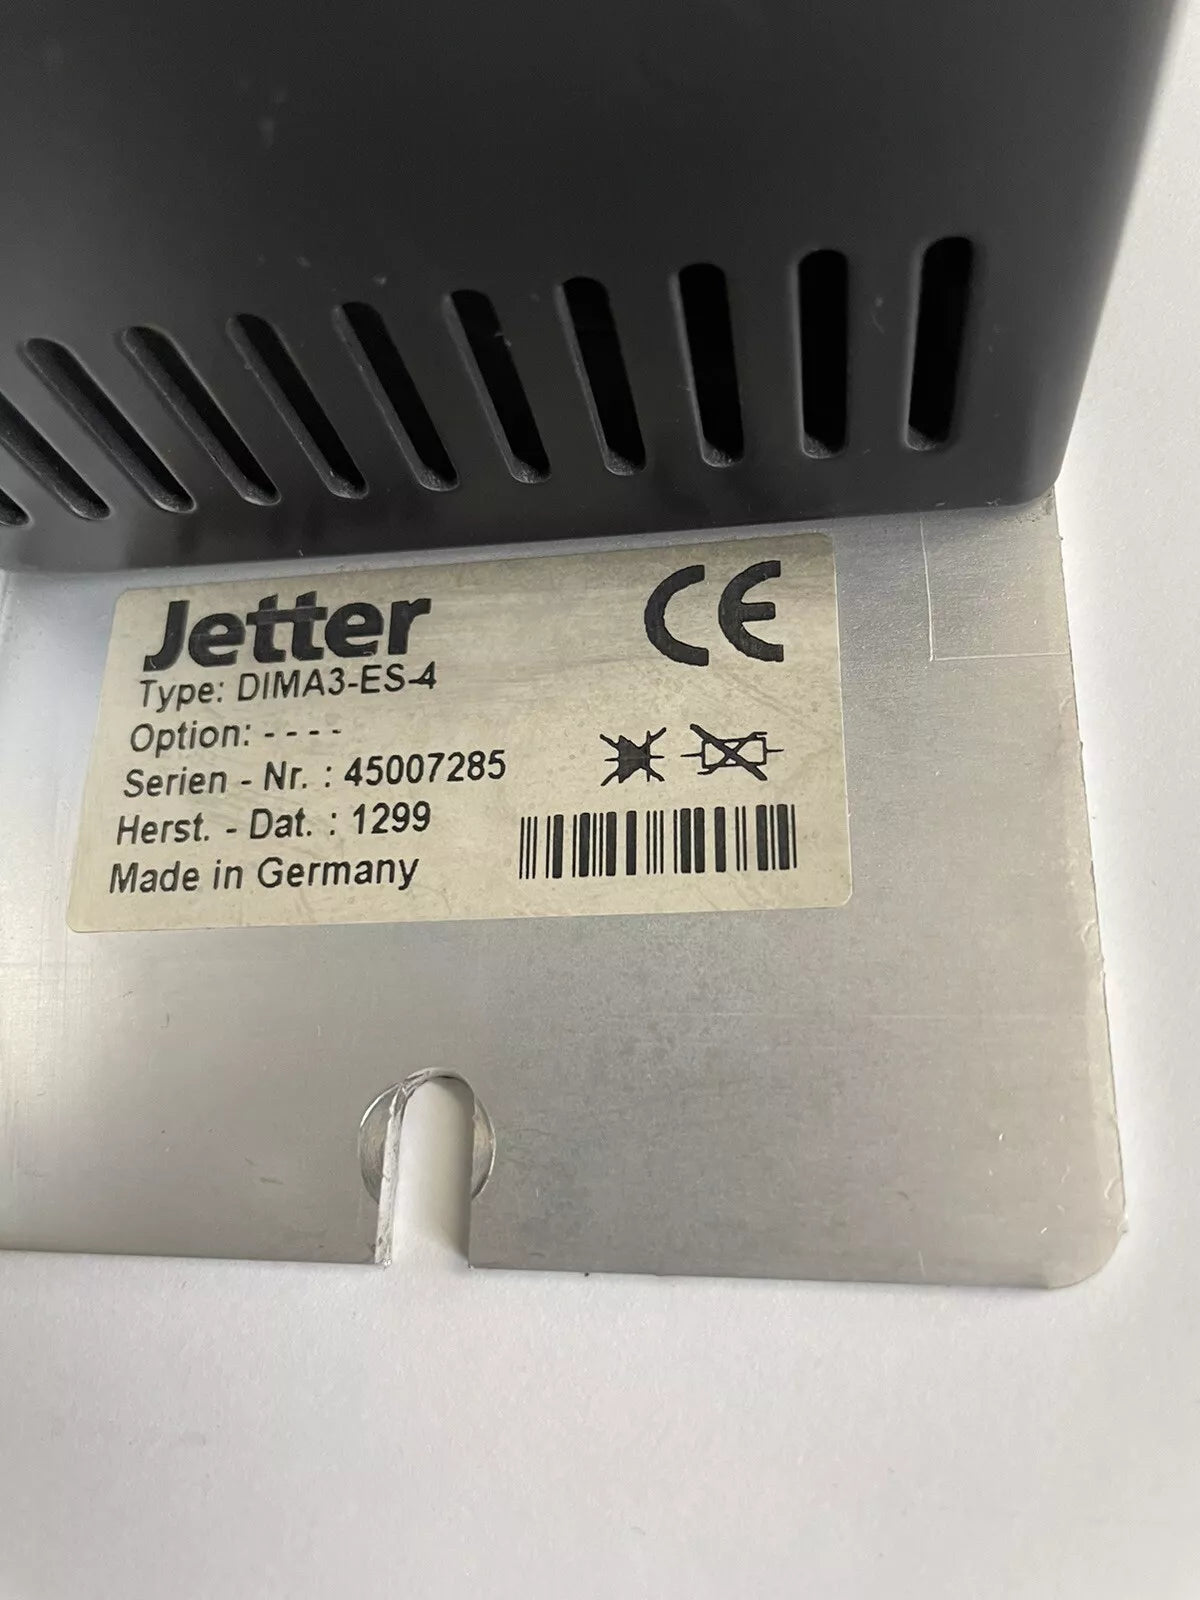 Jetter CE
Type: DIMA3-ES-4
Option: - - - -
Serien - Nr. : 45007285
Herst. - Dat. : 1299
Made in Germany